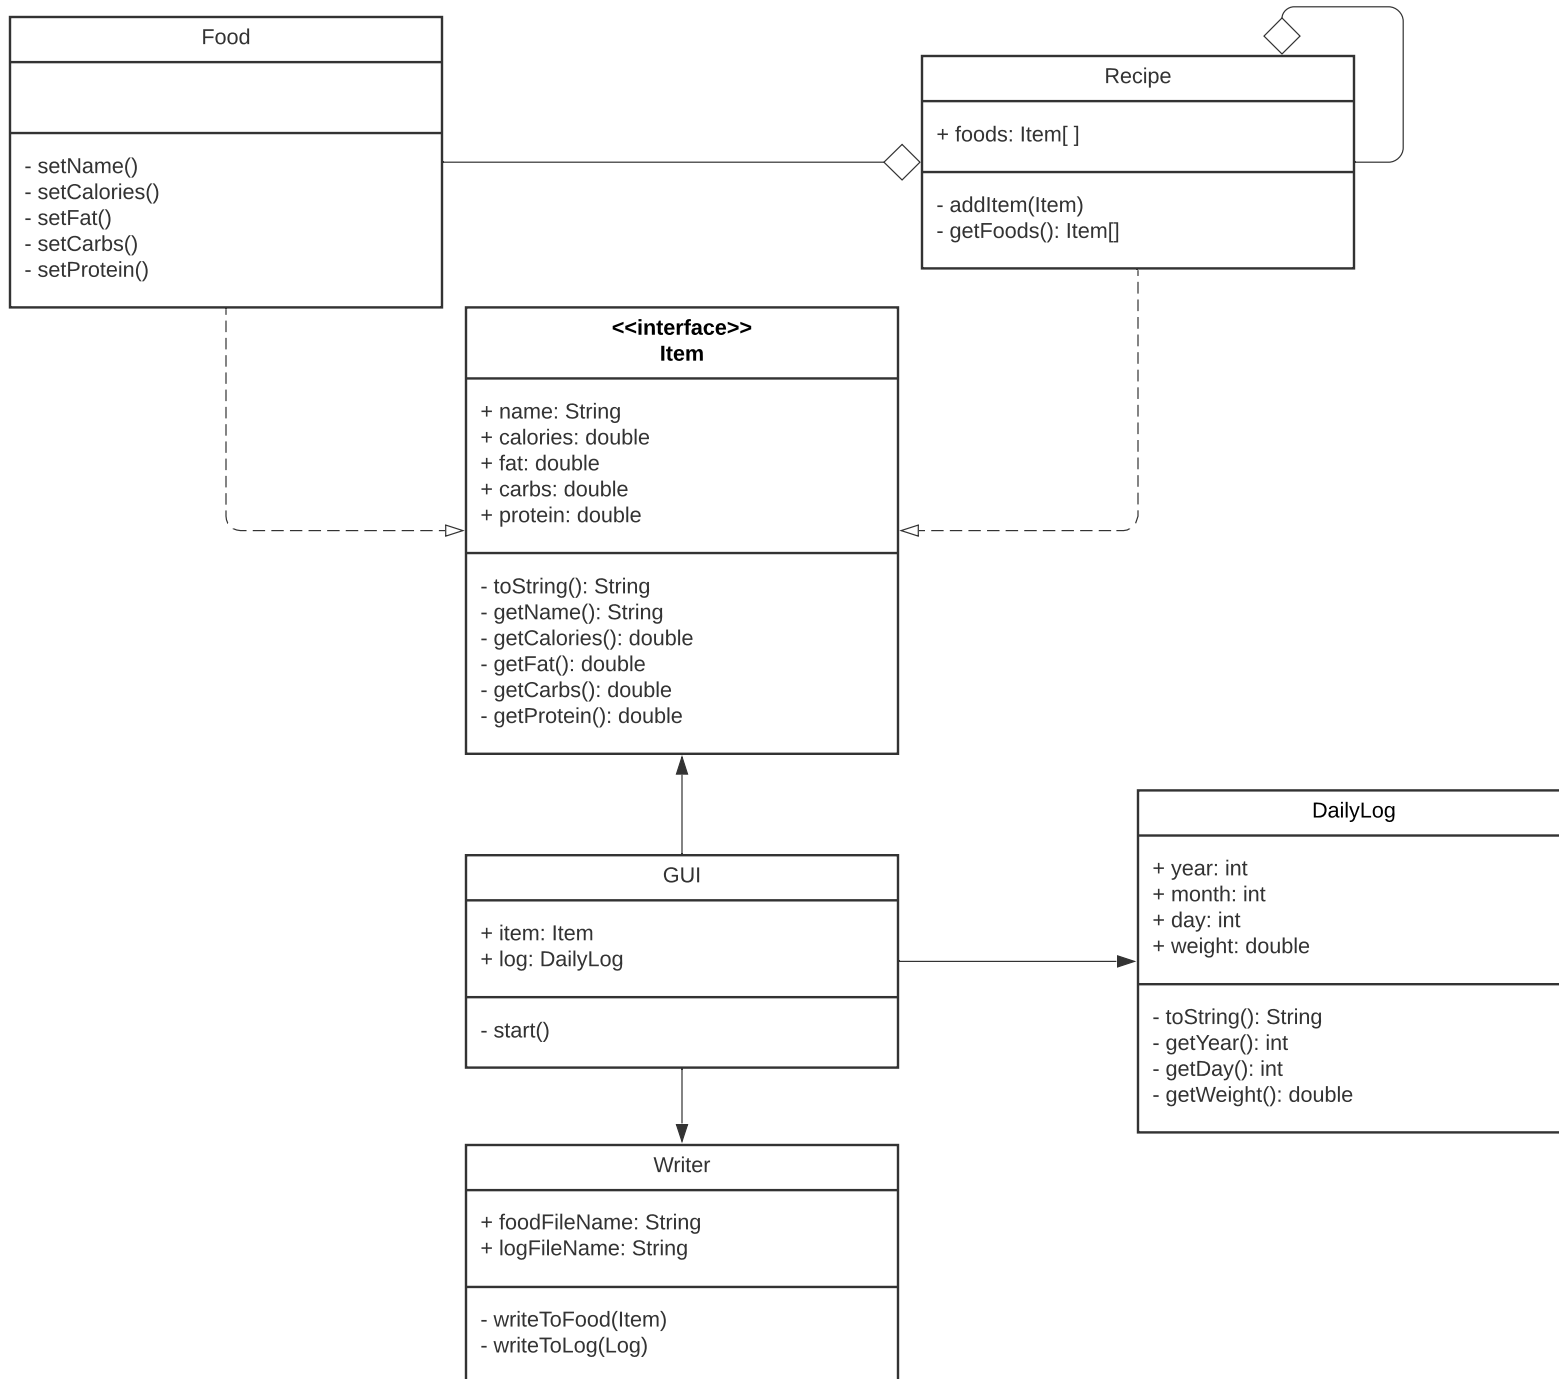 Food
- setName()
- setCalories()
- setFat()
- setCarbs()
- setProtein()
Recipe
+ foods: Item[ ]
- addItem(Item)
- getFoods(): Item[]
<<interface>>
Item
+ name: String
+ calories: double
+ fat: double
+ carbs: double
+ protein: double
- toString(): String
- getName(): String
- getCalories(): double
- getFat(): double
- getCarbs(): double
- getProtein(): double
GUI
+ item: Item
+ log: DailyLog
- start()
DailyLog
+ year: int
+ month: int
+ day: int
+ weight: double
- toString(): String
- getYear(): int
- getDay(): int
- getWeight(): double
Writer
+ foodFileName: String
+ logFileName: String
- writeToFood(Item)
- writeToLog(Log)